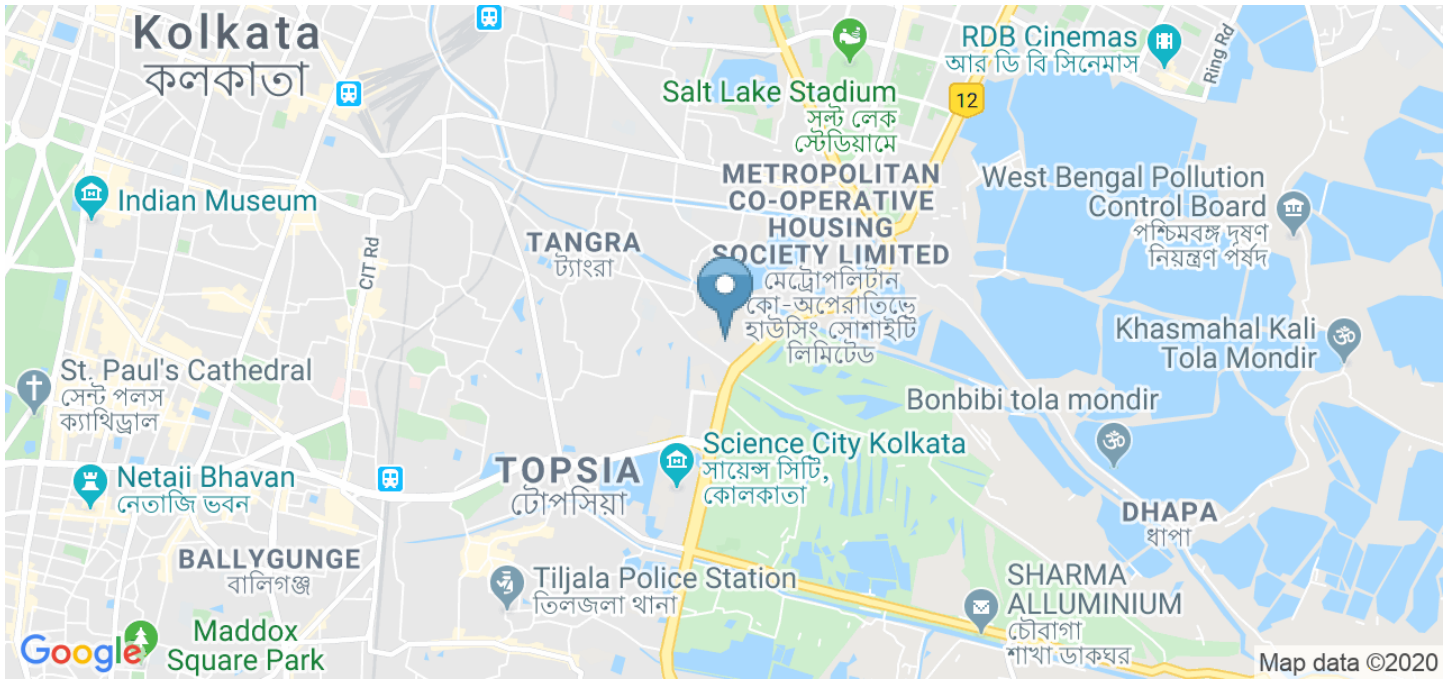 Kolkata
কলকাতা
RDB Cinemas
আর ডি বি সিনেমাস
Ring Rd
12
Salt Lake Stadium
সল্ট লেক
স্টেডিয়ামে
Indian Museum
CIT Rd
TANGRA
ট্যাংরা
METROPOLITAN
CO-OPERATIVE
HOUSING
SOCIETY LIMITED
মেট্রোপলিটান
কো-অপেরাতিভে
হাউসিং সোশাইটি
লিমিটেড
West Bengal Pollution
Control Board
পশ্চিমবঙ্গ দূষণ
নিয়ন্ত্রণ পর্ষদ
Khasmahal Kali
Tola Mondir
St. Paul's Cathedral
সেন্ট পলস
ক্যাথিড্রাল
Bonbibi tola mondir
Science City Kolkata
সায়েন্স সিটি,
কোলকাতা
TOPSIA
টোপসিয়া
Netaji Bhavan
নেতাজি ভবন
DHAPA
ধাপা
BALLYGUNGE
বালিগঞ্জ
Tiljala Police Station
তিলজলা থানা
SHARMA
ALLUMINIUM
চৌবাগা
শাখা ডাকঘর
Maddox
Square Park
Google
Map data ©2020